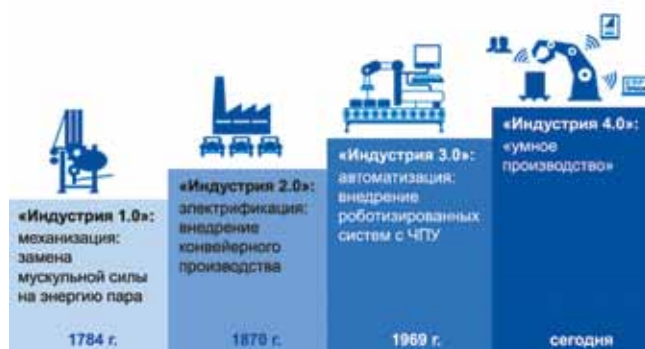 «Индустрия 1.0»:
механизация:
замена
мускульной силы
на энергию пара
1784 г.
«Индустрия 2.0»:
электрификация:
внедрение
конвейерного
производства
1870 г.
«Индустрия 3.0»:
автоматизация:
внедрение
роботизированных
систем с ЧПУ
1969 г.
«Индустрия 4.0»:
«умное
производство»
сегодня